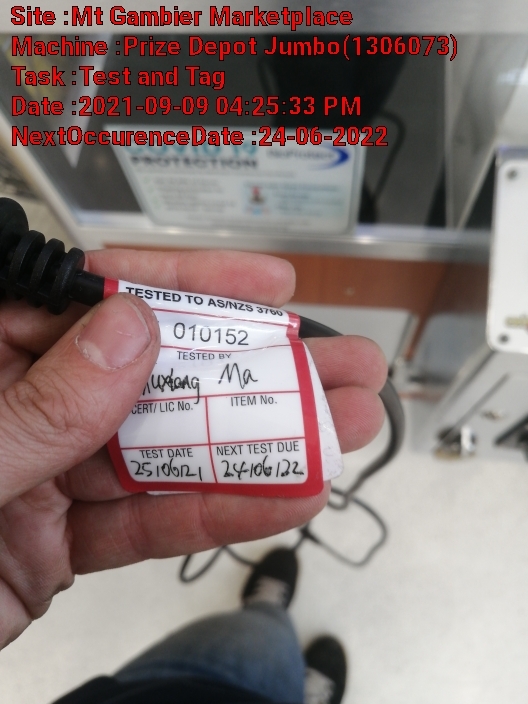 Site :Mt Gambier Marketplace
Machine :Prize Depot Jumbo(1306073)
Task :Test and Tag
Date :2021-09-09 04:25:33 PM
NextOccurenceDate :24-06-2022
PROTECTION
TESTED TO AS/NZS 3760
010152
TESTED BY
Ma
CERT/ LIC No. ITEM No.
TEST DATE NEXT TEST DUE
25/06/21 24/06/22